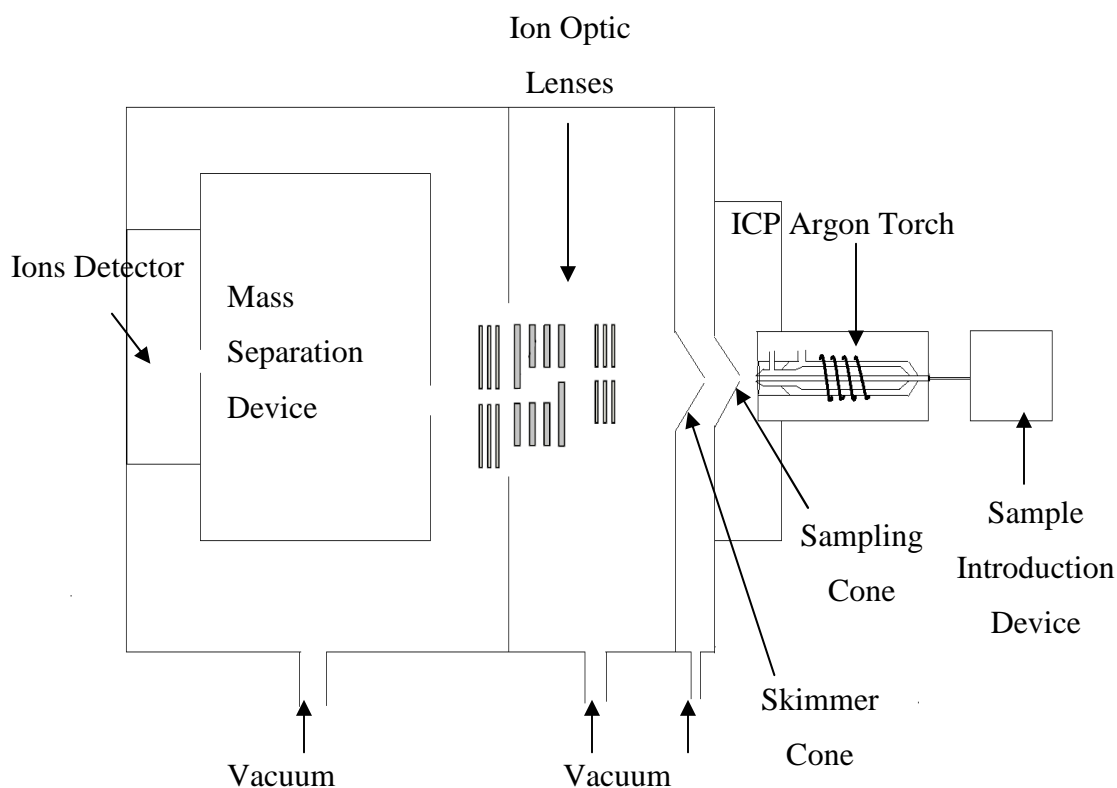 Ion Optic
Lenses
ICP Argon Torch
Ions Detector
Mass
Separation
Device
Sampling
Cone
Sample
Introduction
Device
Skimmer
Cone
Vacuum
Vacuum